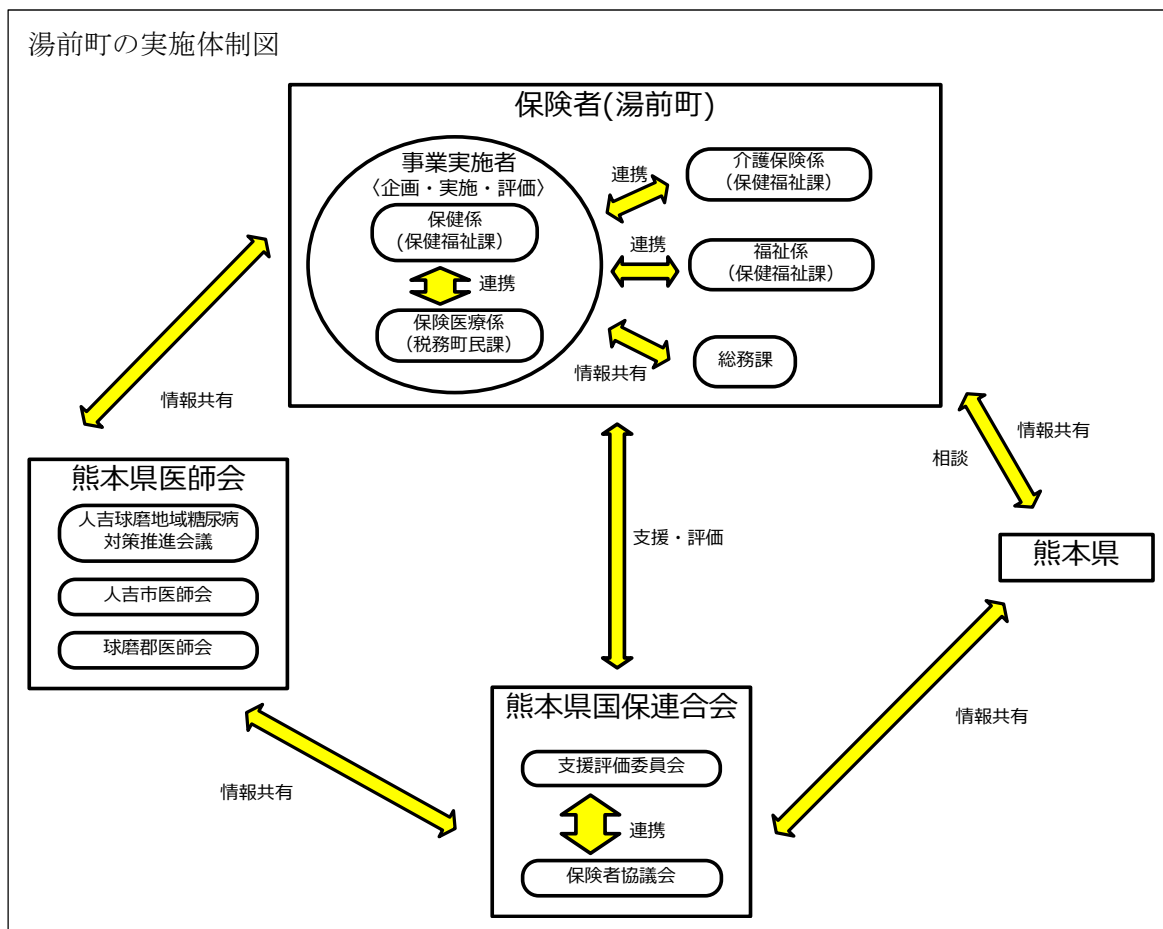 湯前町の実施体制図
保険者(湯前町)
事業実施者
〈企画・実施・評価〉
保健係
(保健福祉課)
連携
保険医療係
(税務町民課)
連携
介護保険係
(保健福祉課)
連携
福祉係
(保健福祉課)
情報共有
総務課
情報共有
情報共有
相談
熊本県医師会
人吉球磨地域糖尿病
対策推進会議
人吉市医師会
球磨郡医師会
支援・評価
熊本県
熊本県国保連合会
支援評価委員会
連携
保険者協議会
情報共有
情報共有